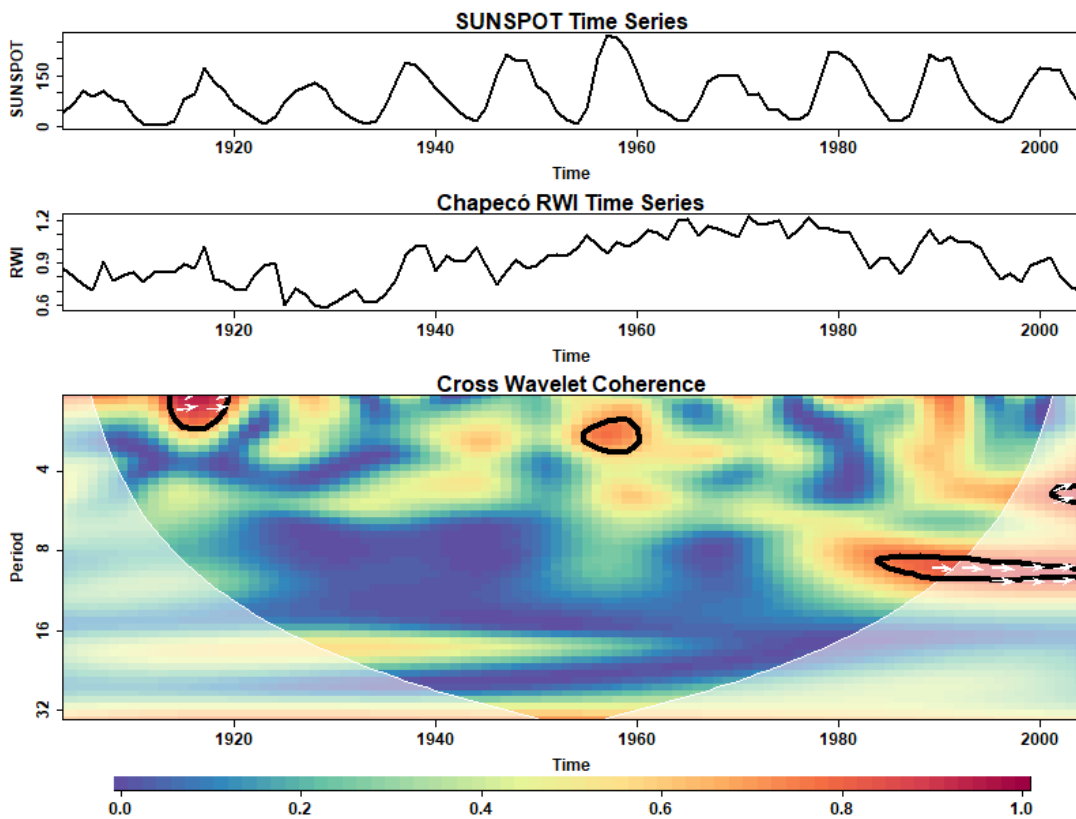 SUNSPOT Time Series
SUNSPOT
0 150
1920 1940 1960 1980 2000
Time
Chapecó RWI Time Series
RWI
0.6 0.9 1.2
1920 1940 1960 1980 2000
Time
Cross Wavelet Coherence
Period
4
8
16
32
1920 1940 1960 1980 2000
Time
0.0 0.2 0.4 0.6 0.8 1.0